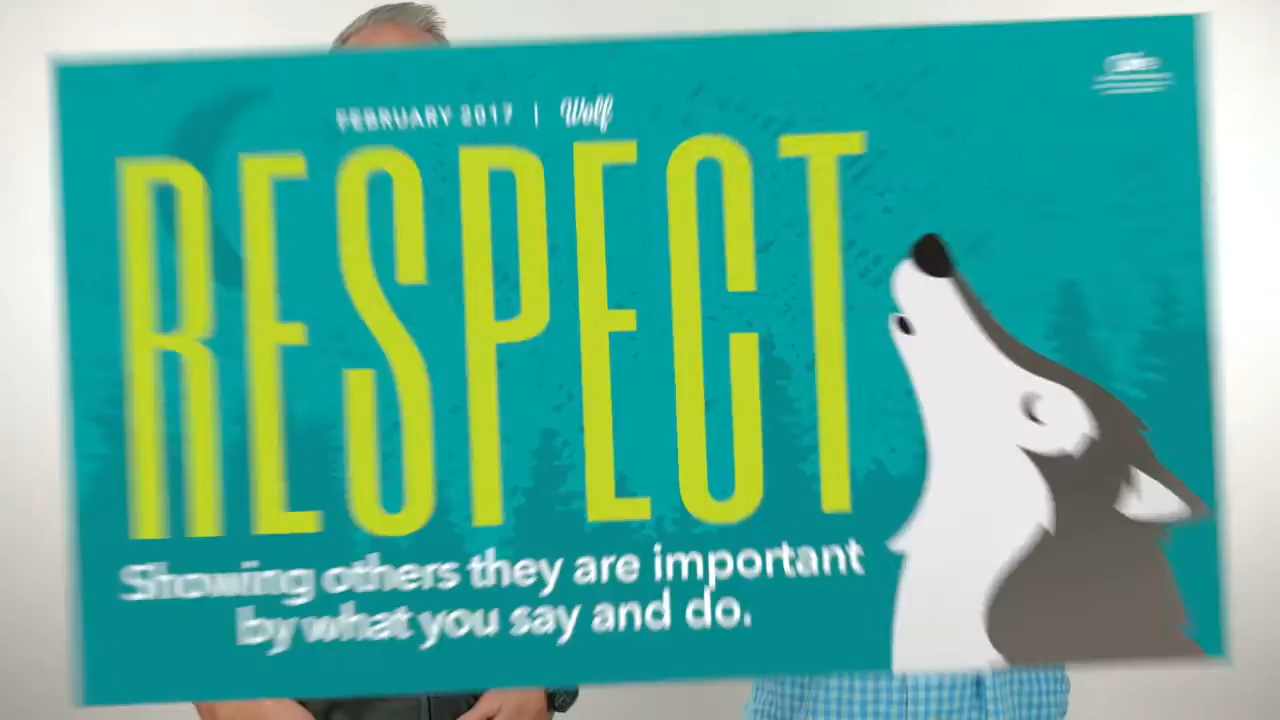 FEBRUARY 2017 | Wolf
RESPECT
Showing others they are important
by what you say and do.